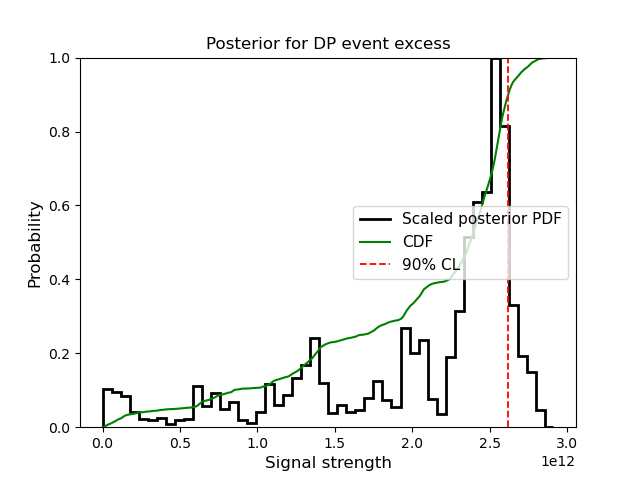 Posterior for DP event excess
1.0
0.8
0.6
0.4
0.2
0.0
Probability
Scaled posterior PDF
CDF
90% CL
0.0 0.5 1.0 1.5 2.0 2.5 3.0
1e12
Signal strength